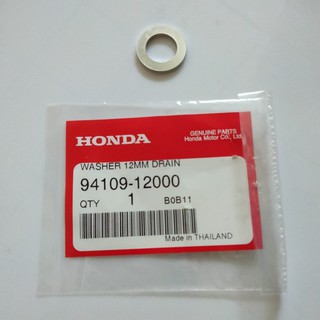 HONDA
GENUINE PARTS
Honda Motor Co., Ltd.
WASHER 12MM DRAIN
94109-12000
QTY 1 B0B11
Made in THAILAND